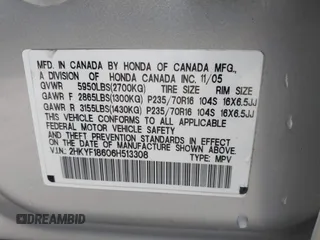 MFD. IN CANADA BY HONDA OF CANADA MFG.,
A DIVISION OF HONDA CANADA INC. 11/05
GVWR 5950LBS(2700KG) TIRE SIZE RIM SIZE
GAWR F 2865LBS(1300KG) P235/70R16 104S 16X6.5JJ
GAWR R 3155LBS(1430KG) P235/70R16 104S 16X6.5JJ
THIS VEHICLE CONFORMS TO ALL APPLICABLE
FEDERAL MOTOR VEHICLE SAFETY AND
THEFT PREVENTION STANDARDS IN EFFECT ON
THE DATE OF MANUFACTURE SHOWN ABOVE.
V.I.N: 2HKYF18606H513308 TYPE: MPV
DREAMBID